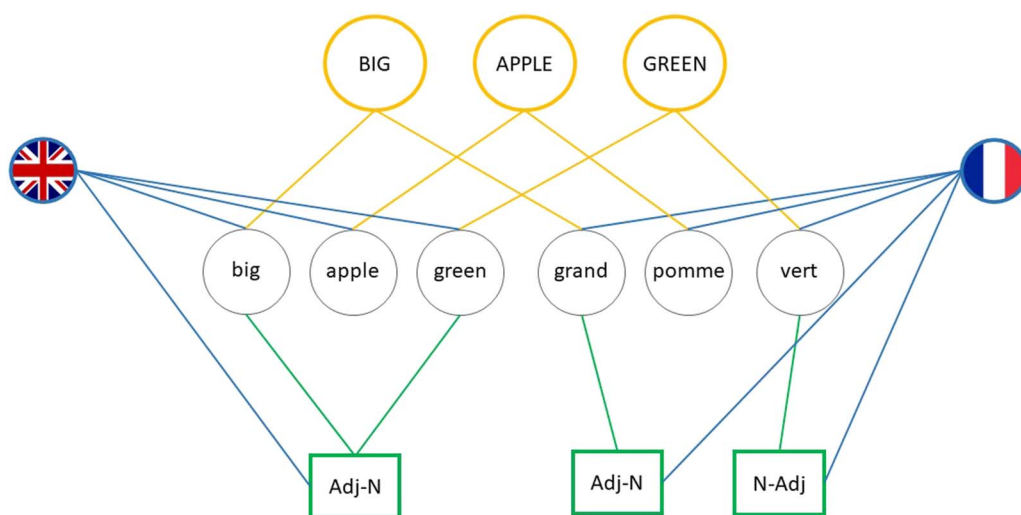 BIG
APPLE
GREEN
big
apple
green
grand
pomme
vert
Adj-N
Adj-N
N-Adj